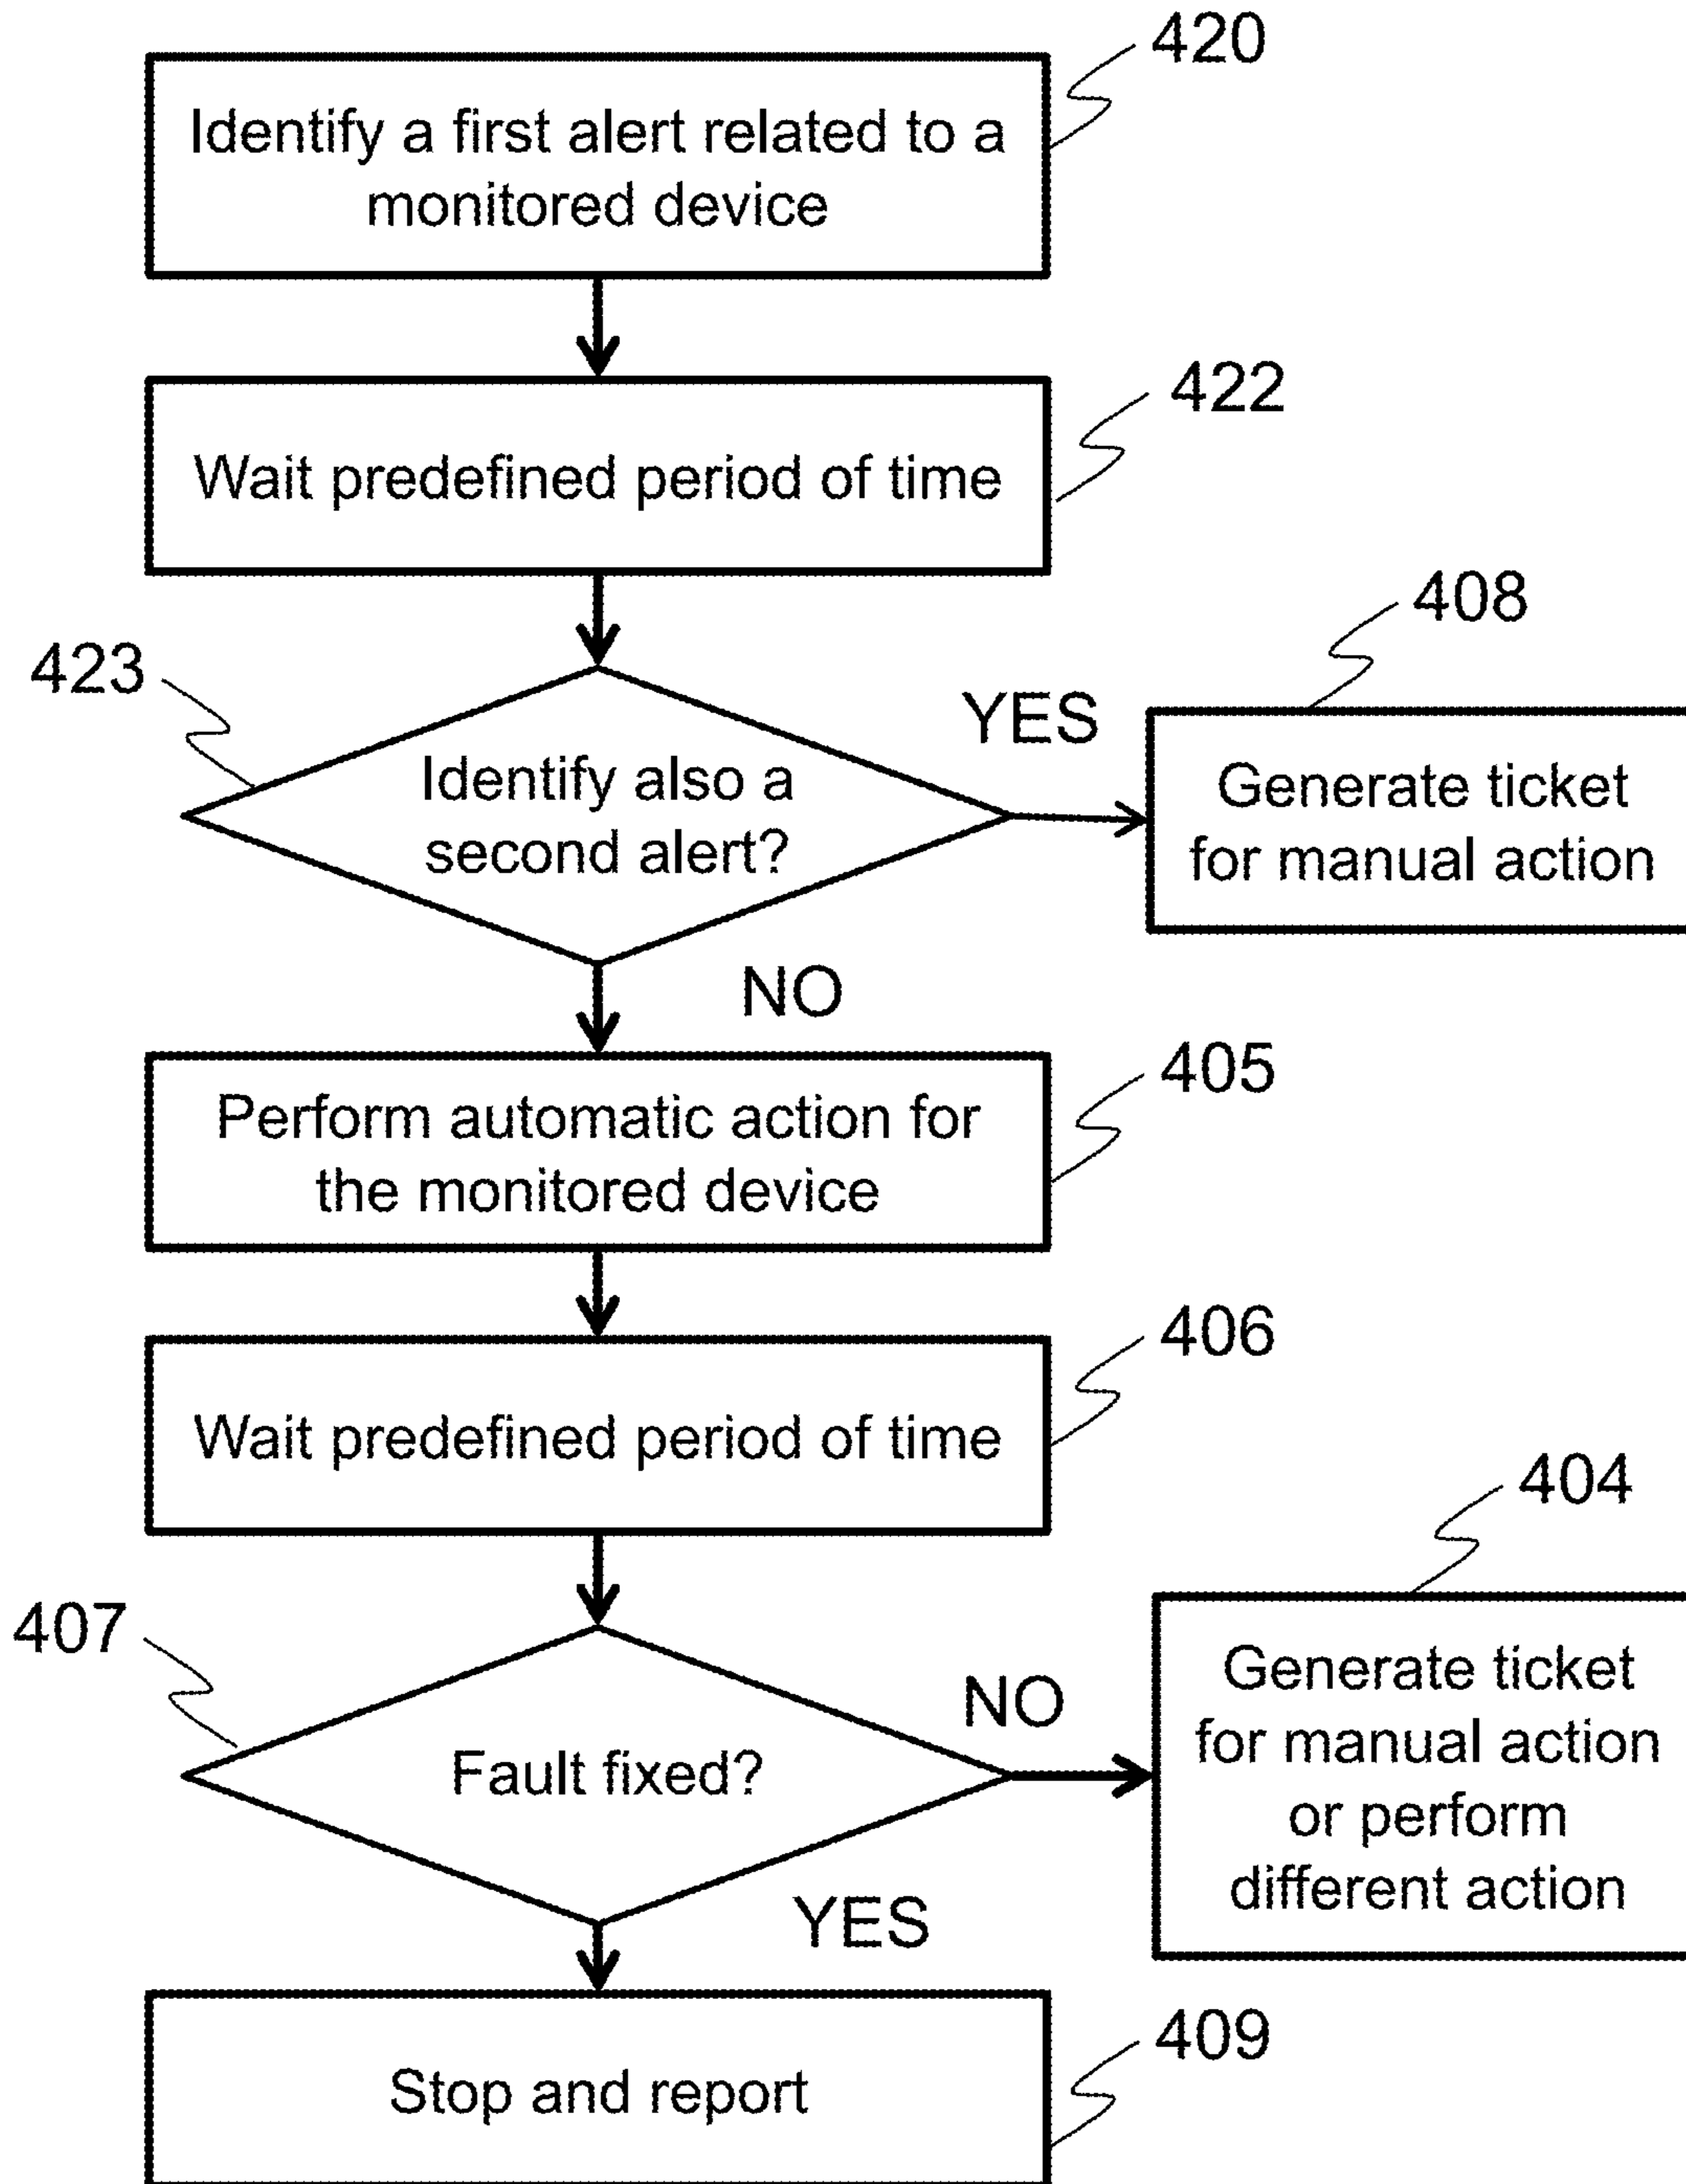 420
Identify a first alert related to a
monitored device
422
Wait predefined period of time
408
423
YES
Identify also a
second alert?
Generate ticket
for manual action
NO
405
Perform automatic action for
the monitored device
406
Wait predefined period of time
404
407
NO
Fault fixed?
Generate ticket
for manual action
or perform
different action
YES
409
Stop and report